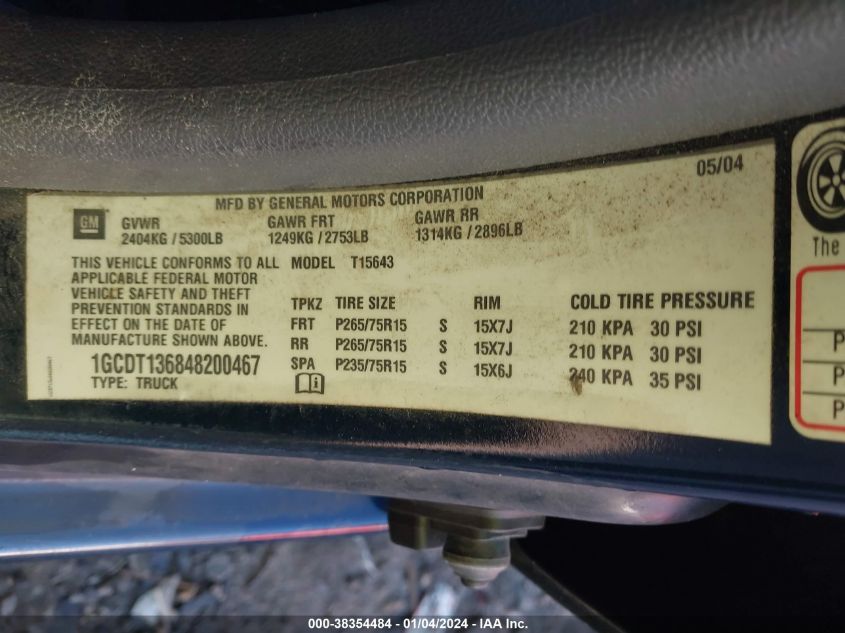 05/04
MFD BY GENERAL MOTORS CORPORATION
GM
GVWR GAWR FRT GAWR RR
2404KG / 5300LB 1249KG / 2753LB 1314KG / 2896LB
THIS VEHICLE CONFORMS TO ALL
APPLICABLE FEDERAL MOTOR
VEHICLE SAFETY AND THEFT
PREVENTION STANDARDS IN
EFFECT ON THE DATE OF
MANUFACTURE SHOWN ABOVE.
1GCDT136848200467
TYPE: TRUCK
MODEL T15643
TPKZ TIRE SIZE RIM COLD TIRE PRESSURE
FRT P265/75R15 S 15X7J 210 KPA 30 PSI
RR P265/75R15 S 15X7J 210 KPA 30 PSI
SPA P235/75R15 S 15X6J 240 KPA 35 PSI
The
P
P
P
000-38354484 - 01/04/2024 - IAA Inc.